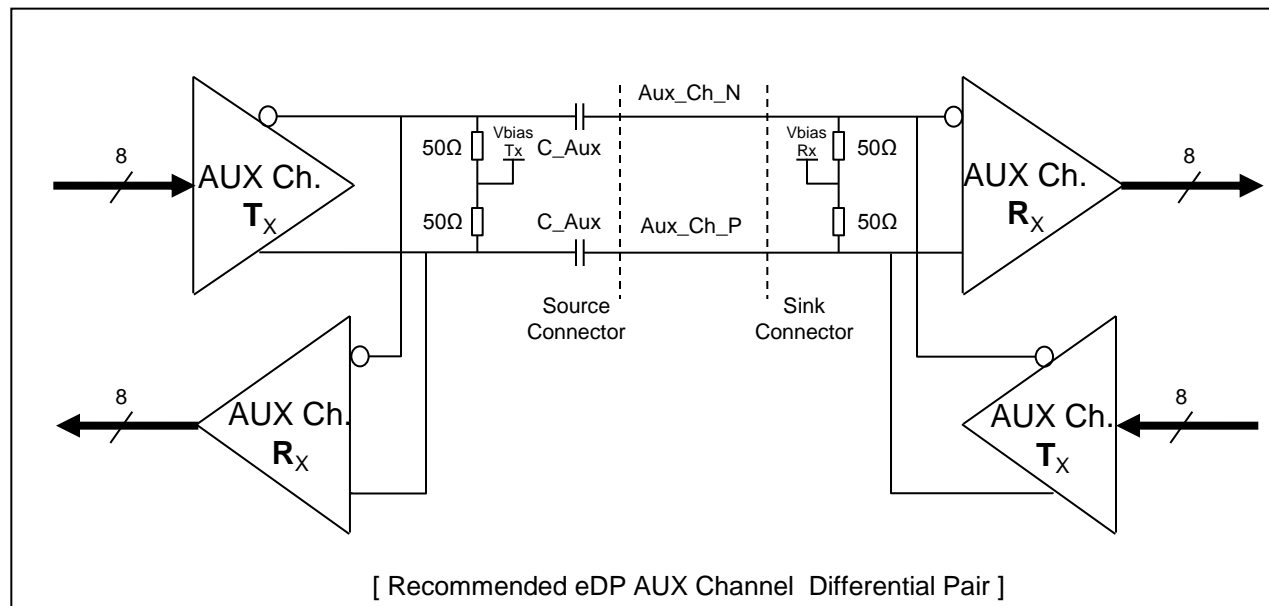 Aux_Ch_N
8
AUX Ch.
TX
50Ω
Vbias
Tx
C_Aux
Vbias
Rx
50Ω
AUX Ch.
RX
8
50Ω
C_Aux
Aux_Ch_P
50Ω
Source
Connector
Sink
Connector
8
AUX Ch.
RX
AUX Ch.
TX
8
[ Recommended eDP AUX Channel Differential Pair ]